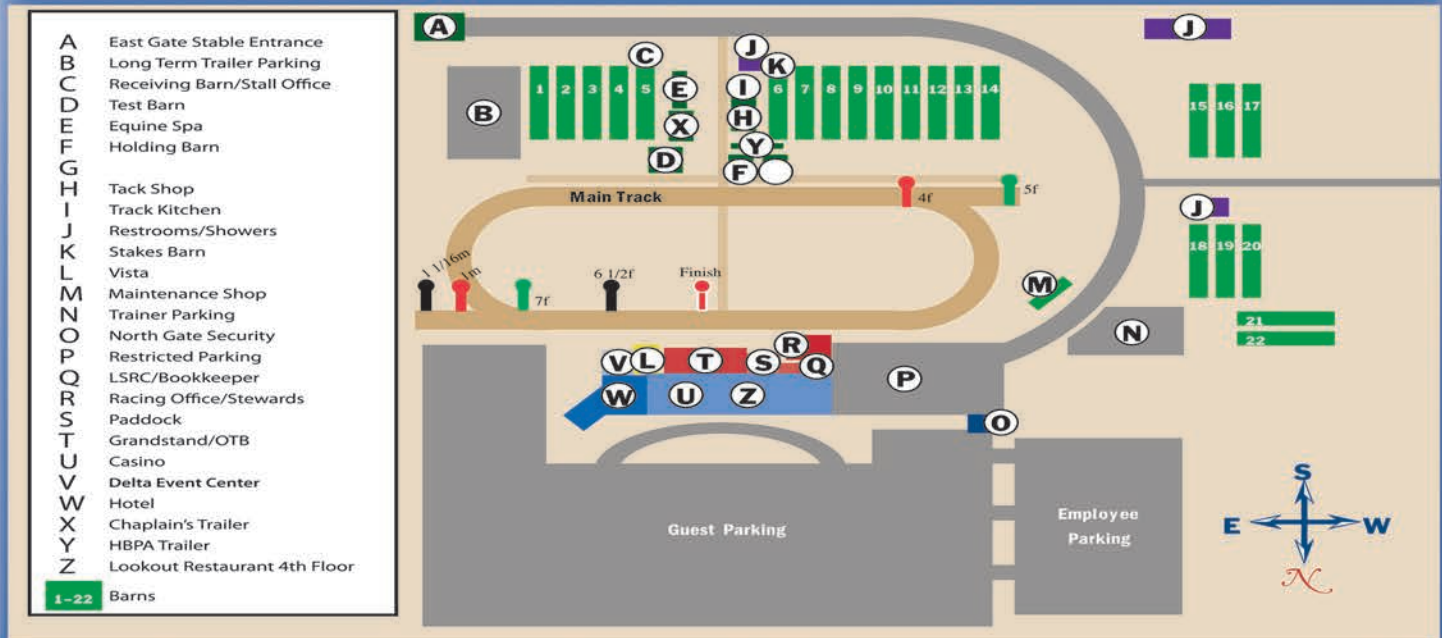 A East Gate Stable Entrance
B Long Term Trailer Parking
C Receiving Barn/Stall Office
D Test Barn
E Equine Spa
F Holding Barn
G
H Tack Shop
I Track Kitchen
J Restrooms/Showers
K Stakes Barn
L Vista
M Maintenance Shop
N Trainer Parking
O North Gate Security
P Restricted Parking
Q LSRC/Bookkeeper
R Racing Office/Stewards
S Paddock
T Grandstand/OTB
U Casino
V Delta Event Center
W Hotel
X Chaplain's Trailer
Y HBPA Trailer
Z Lookout Restaurant 4th Floor
1-22 Barns
A
J
J
C
K
B
1 2 3 4 5
E
I
6 7 8 9 10 11 12 13 14
15 16 17
X
H
D
Y
F
Main Track
4f
5f
J
18 19 20
1 1/16m
1m
7f
6 1/2f
Finish
M
N
21
22
V L T S R Q
P
W U Z
O
Guest Parking
Employee
Parking
S
E W
N